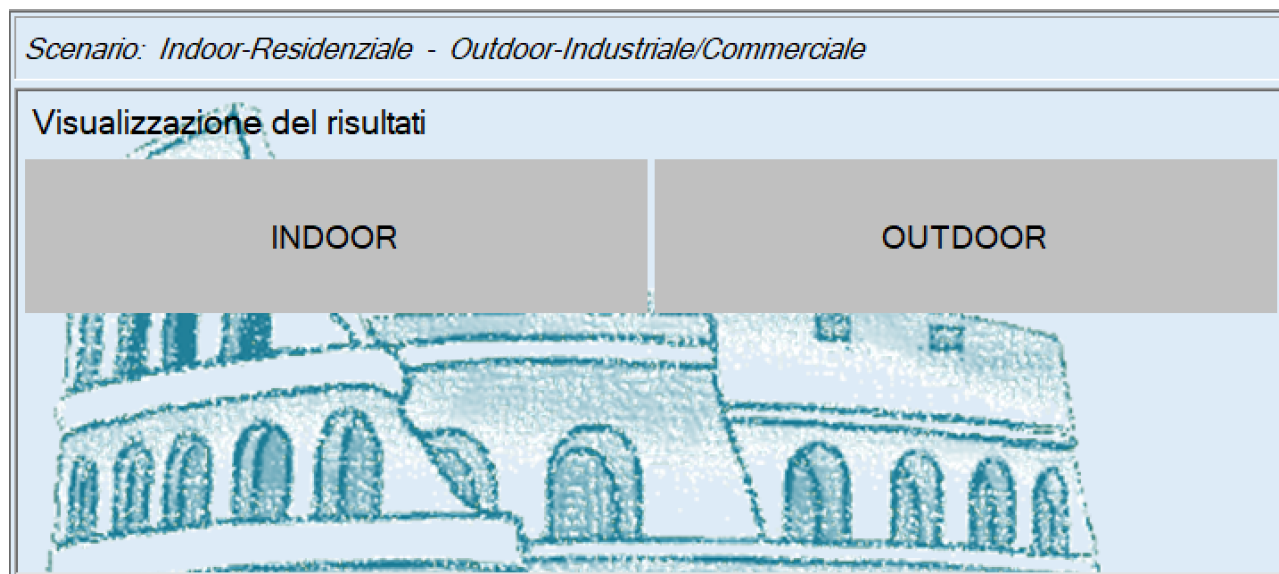 Scenario: Indoor-Residenziale - Outdoor-Industriale/Commerciale
Visualizzazione del risultati
INDOOR OUTDOOR